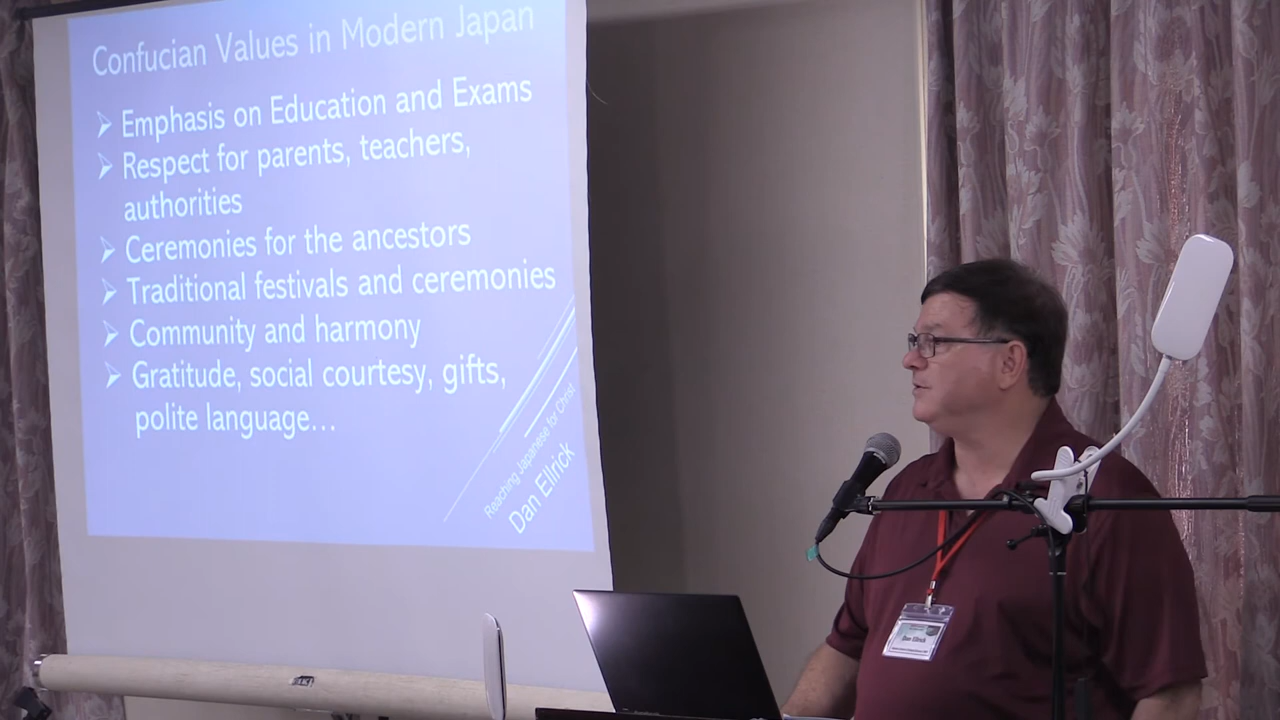 Confucian Values in Modern Japan
Emphasis on Education and Exams
Respect for parents, teachers,
authorities
Ceremonies for the ancestors
Traditional festivals and ceremonies
Community and harmony
Gratitude, social courtesy, gifts,
polite language…
Reaching Japanese for Christ
Dan Ellrick
Dan Ellrick